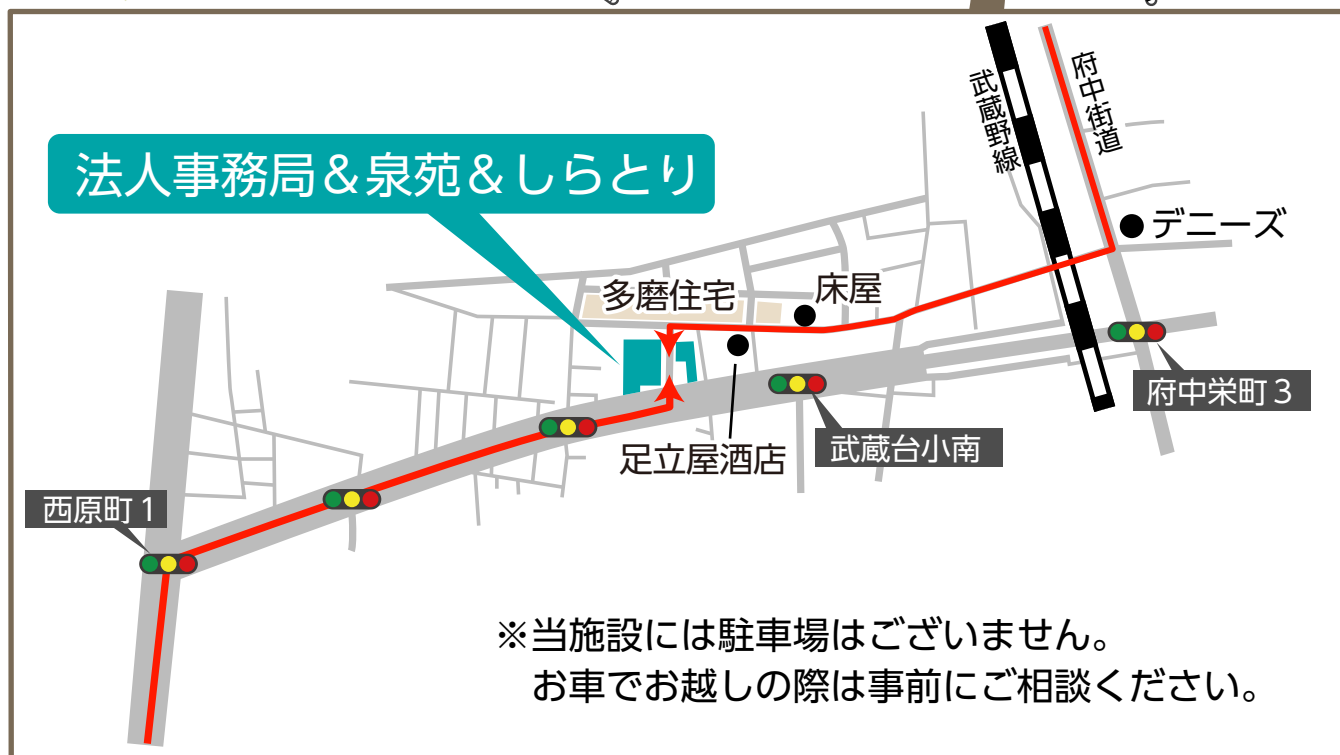 武蔵野線
府中街道
法人事務局＆泉苑＆しらとり
デニーズ
多磨住宅
床屋
府中栄町３
足立屋酒店
武蔵台小南
西原町１
※当施設には駐車場はございません。
お車でお越しの際は事前にご相談ください。